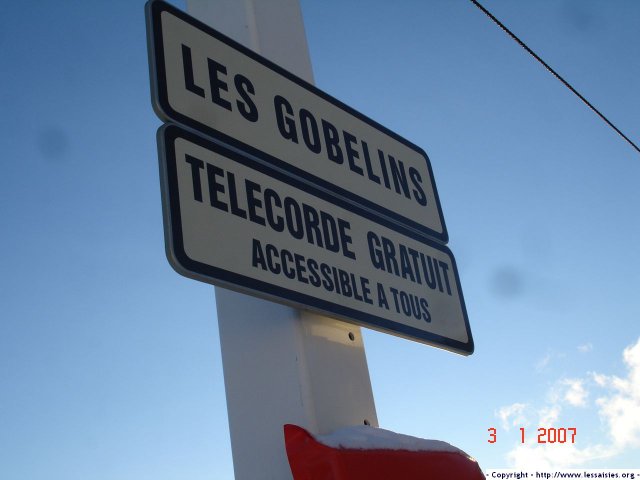 LES GOBELINS
TELECORDE GRATUIT
ACCESSIBLE A TOUS
3 1 2007
- Copyright - http://www.lessaisies.org -